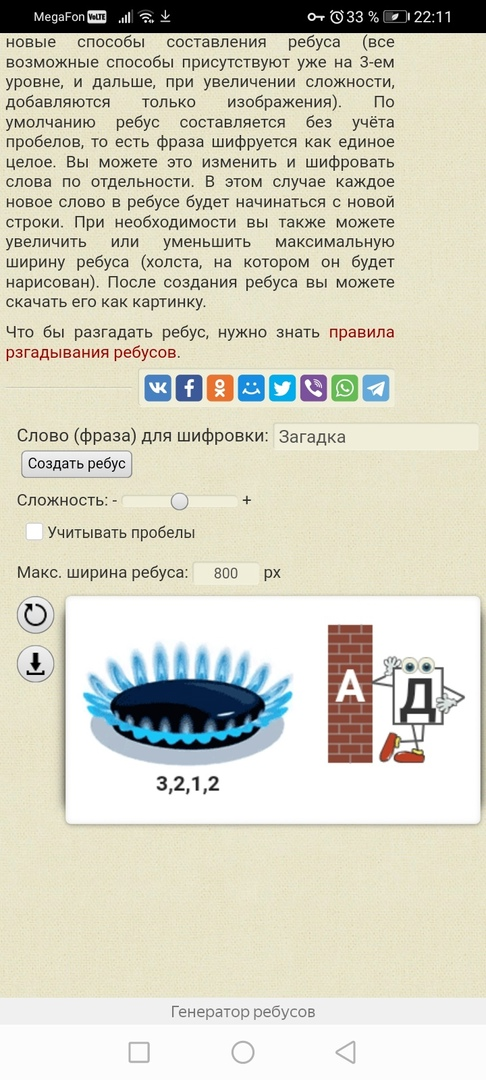 MegaFon VoLTE 33 % 22:11
новые способы составления ребуса (все
возможные способы присутствуют уже на 3-ем
уровне, и дальше, при увеличении сложности,
добавляются только изображения). По
умолчанию ребус составляется без учёта
пробелов, то есть фраза шифруется как единое
целое. Вы можете это изменить и шифровать
слова по отдельности. В этом случае каждое
новое слово в ребусе будет начинаться с новой
строки. При необходимости вы также можете
увеличить или уменьшить максимальную
ширину ребуса (холста, на котором он будет
нарисован). После создания ребуса вы можете
скачать его как картинку.
Что бы разгадать ребус, нужно знать правила
рзгадывания ребусов.
Слово (фраза) для шифровки: Загадка
Создать ребус
Сложность: - +
Учитывать пробелы
Макс. ширина ребуса: 800 px
А Д
3,2,1,2
Генератор ребусов